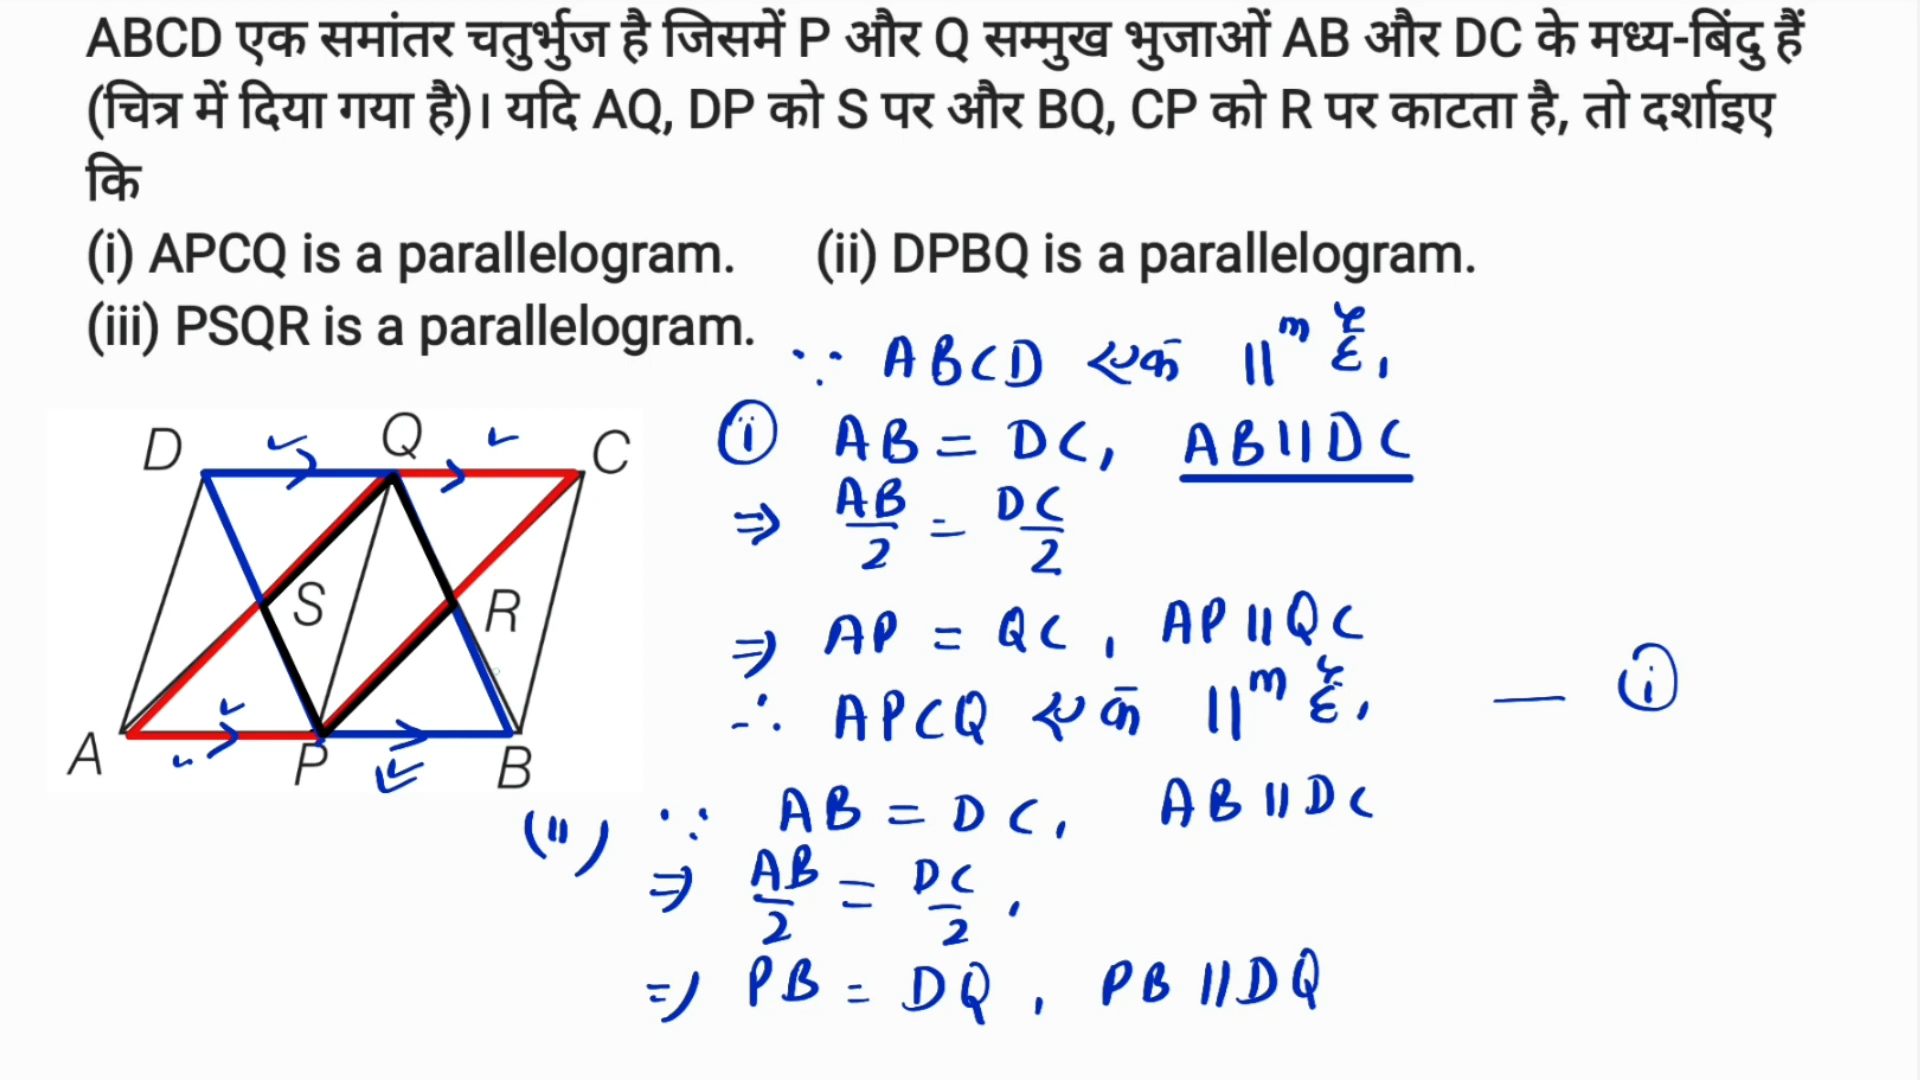 ABCD एक समांतर चतुर्भुज है जिसमें P और Q सम्मुख भुजाओं AB और DC के मध्य-बिंदु हैं
(चित्र में दिया गया है)। यदि AQ, DP को S पर और BQ, CP को R पर काटता है, तो दर्शाइए
कि
(i) APCQ is a parallelogram. (ii) DPBQ is a parallelogram.
(iii) PSQR is a parallelogram.
∵ ABCD एक ||m है,
(i) AB = DC, AB||DC
⇒ AB/2 = DC/2
⇒ AP = QC, AP||QC
∴ APCQ एक ||m है, — (i)
(ii) ∵ AB = DC, AB||DC
⇒ AB/2 = DC/2,
⇒ PB = DQ, PB||DQ
D Q C
S R
A P B